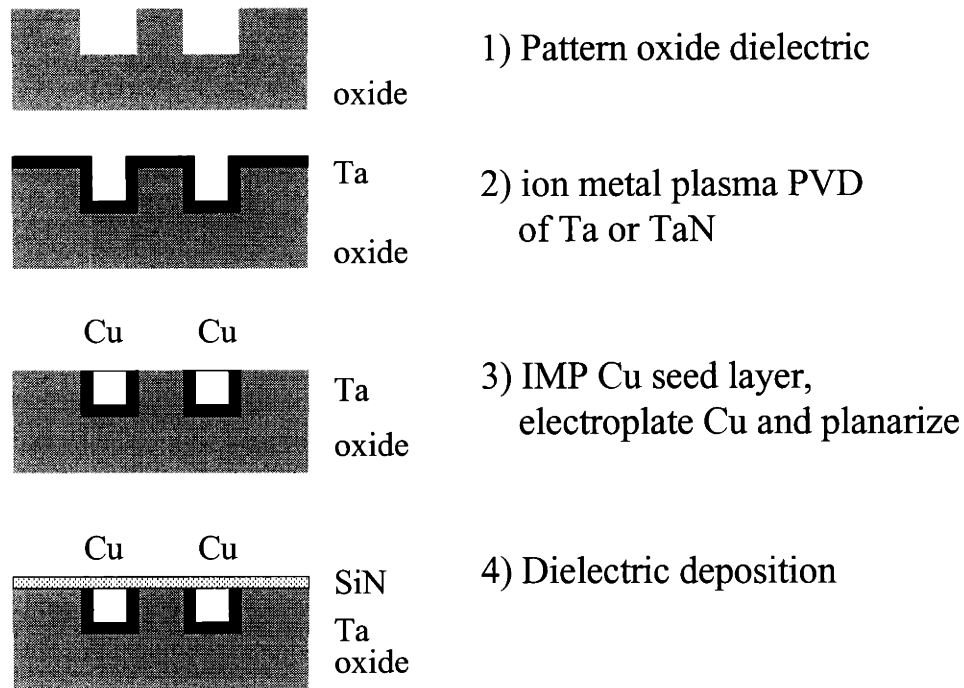 1) Pattern oxide dielectric
oxide
Ta
2) ion metal plasma PVD
of Ta or TaN
oxide
Cu Cu
Ta
3) IMP Cu seed layer,
electroplate Cu and planarize
oxide
Cu Cu
SiN
4) Dielectric deposition
Ta
oxide